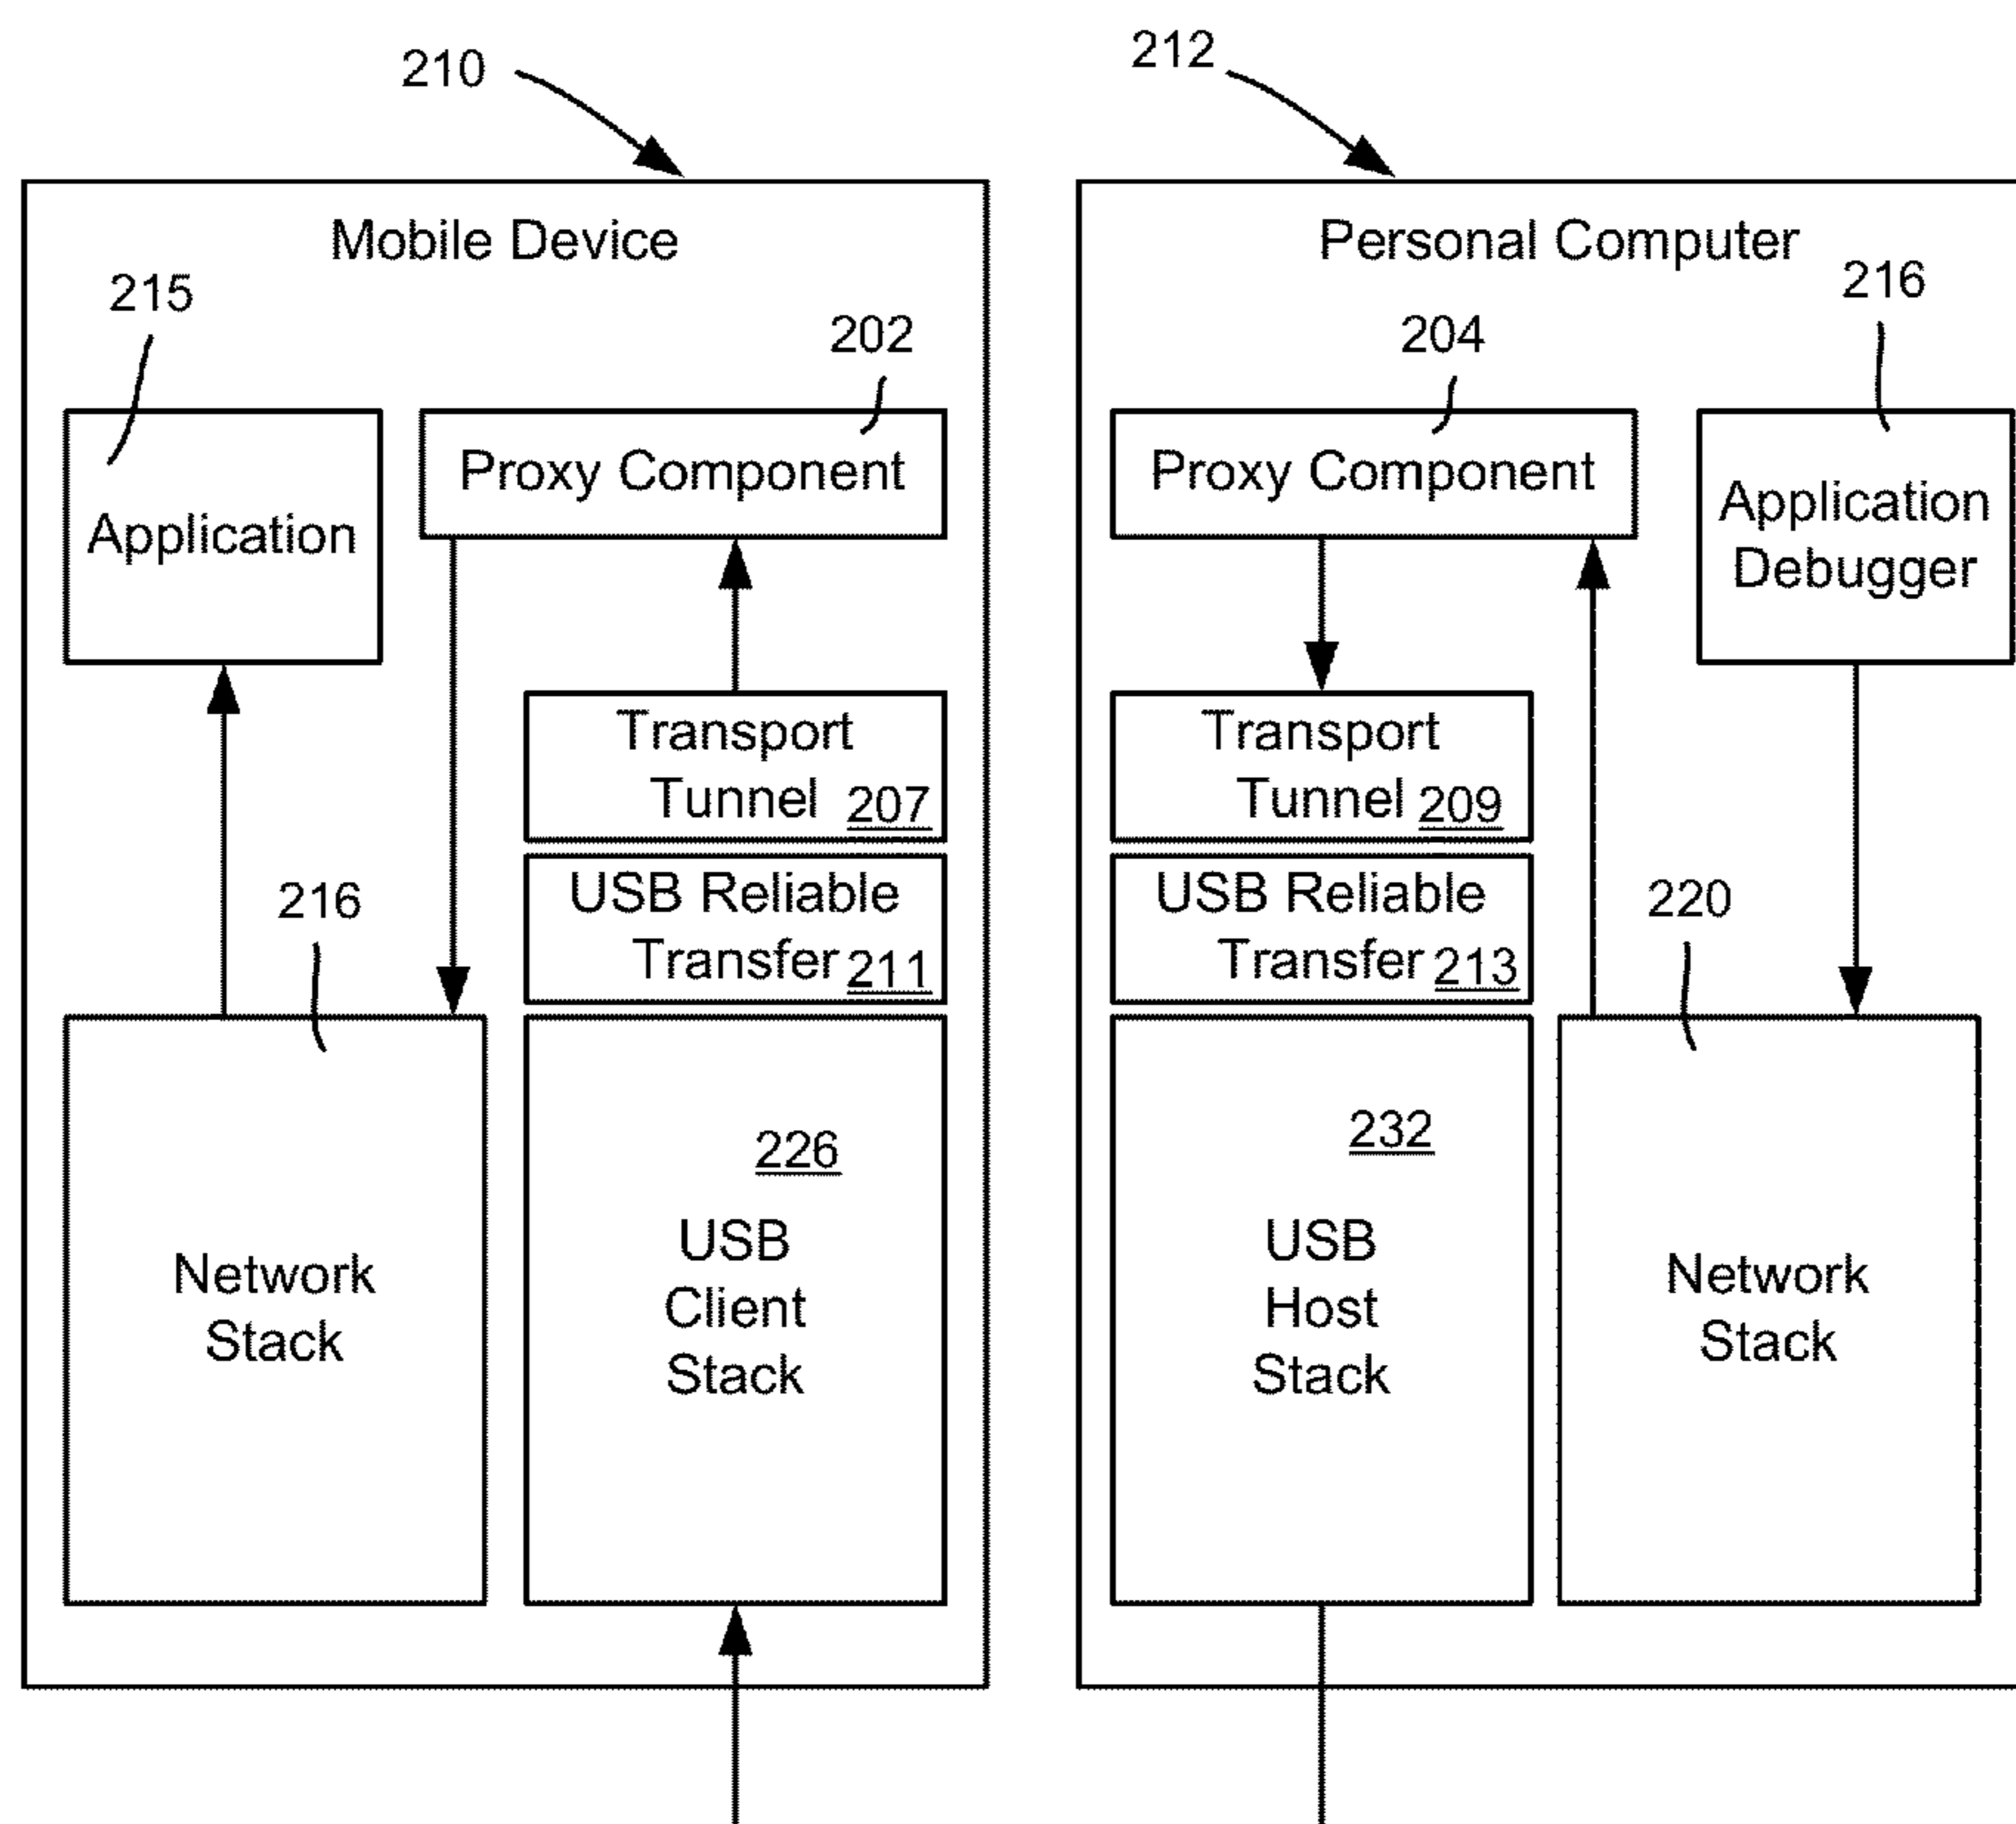 210
212
Mobile Device
Personal Computer
215
202
204
216
Application
Proxy Component
Proxy Component
Application
Debugger
Transport
Tunnel 207
Transport
Tunnel 209
USB Reliable
Transfer 211
USB Reliable
Transfer 213
216
220
Network
Stack
226
USB
Client
Stack
232
USB
Host
Stack
Network
Stack